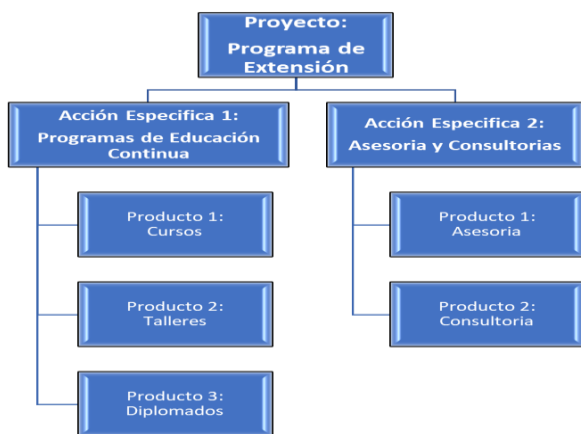 Proyecto:
Programa de
Extensión
Acción Especifica 1:
Programas de Educación
Continua
Acción Especifica 2:
Asesoria y Consultorias
Producto 1:
Cursos
Producto 1:
Asesoria
Producto 2:
Talleres
Producto 2:
Consultoria
Producto 3:
Diplomados